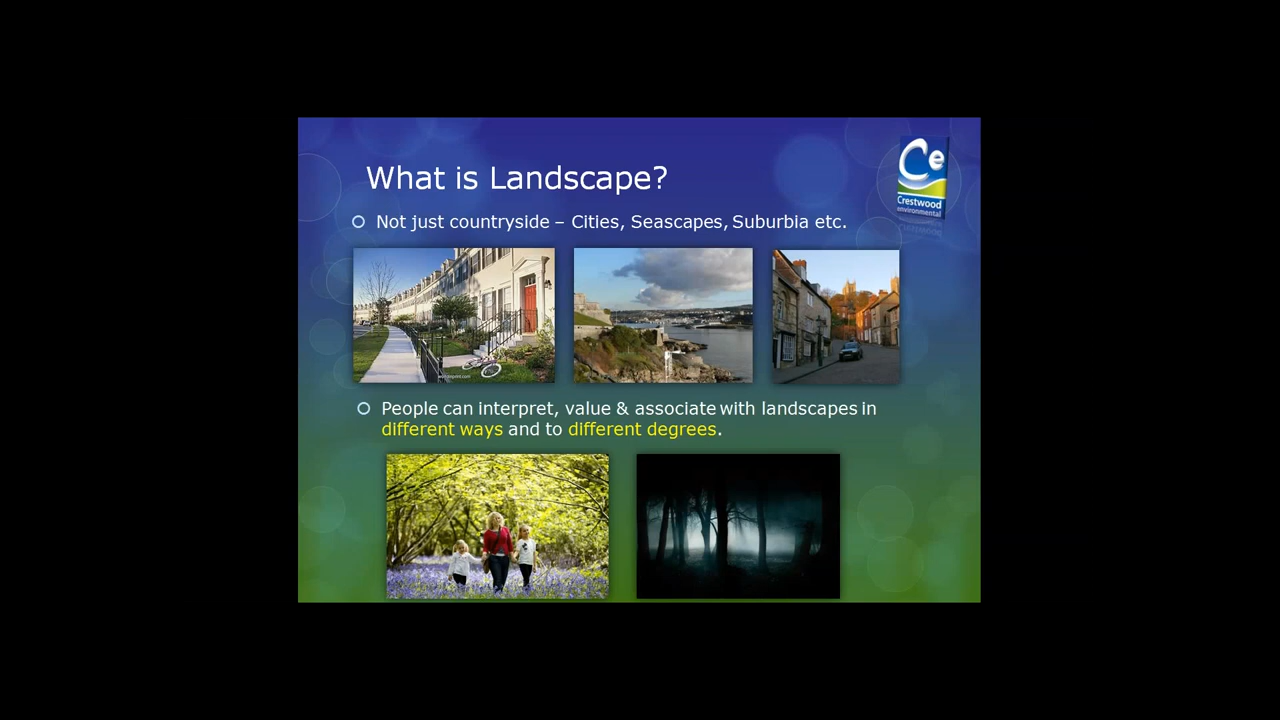 What is Landscape?
Ce
Crestwood
environmental
Not just countryside – Cities, Seascapes, Suburbia etc.
People can interpret, value & associate with landscapes in
different ways and to different degrees.